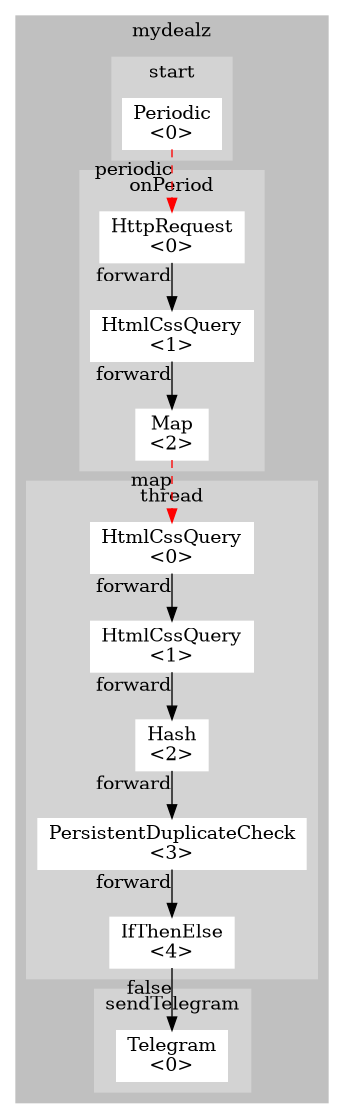 mydealz
start
Periodic
<0>
periodic
onPeriod
HttpRequest
<0>
forward
HtmlCssQuery
<1>
forward
Map
<2>
map
thread
HtmlCssQuery
<0>
forward
HtmlCssQuery
<1>
forward
Hash
<2>
forward
PersistentDuplicateCheck
<3>
forward
IfThenElse
<4>
false
sendTelegram
Telegram
<0>